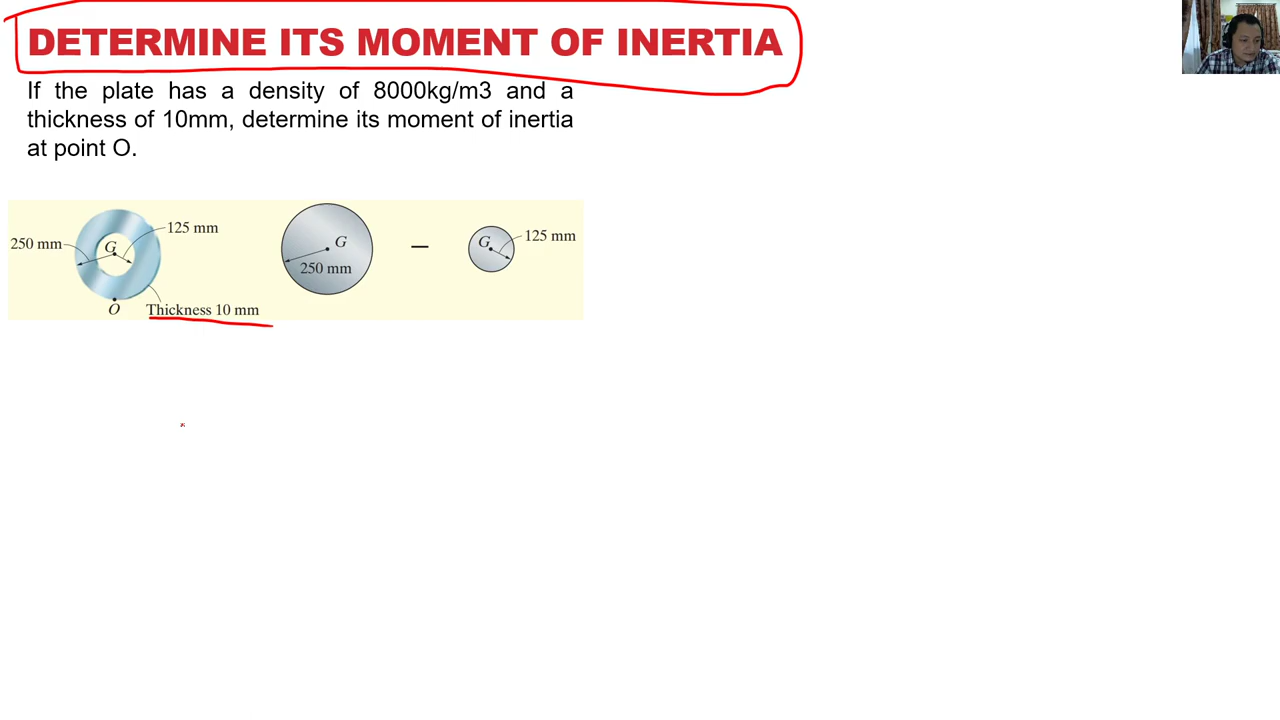 DETERMINE ITS MOMENT OF INERTIA
If the plate has a density of 8000kg/m3 and a
thickness of 10mm, determine its moment of inertia
at point O.
250 mm
G
125 mm
O
Thickness 10 mm
G
250 mm
–
G
125 mm